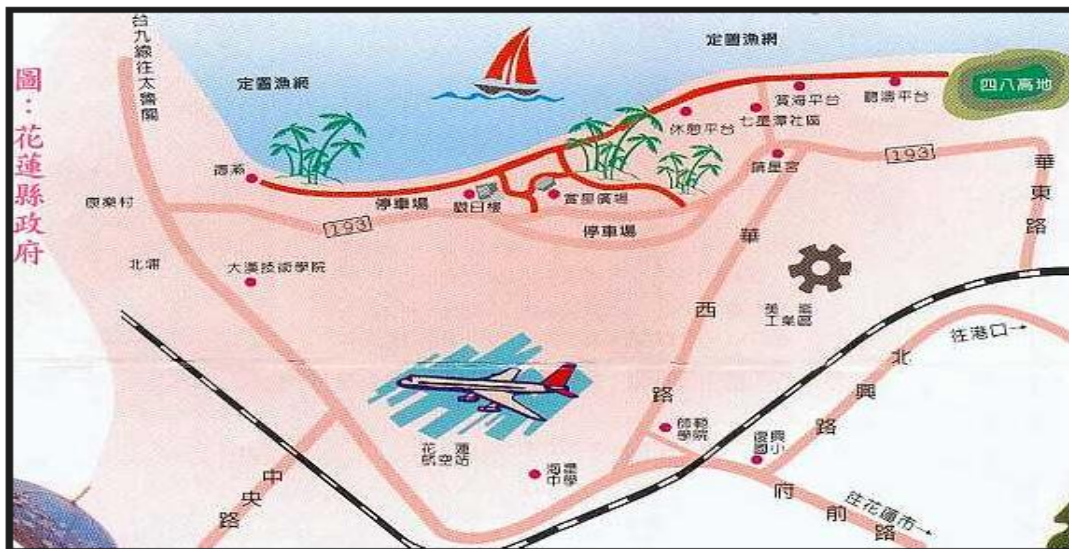 圖：花蓮縣政府
台九線往太魯閣
定置漁網
定置漁網
四八高地
賞海平台
聽濤平台
七星潭社區
休憩平台
德燕
193
華東路
康樂村
停車場
觀日樓
賞星廣場
193
停車場
北埔
大漢技術學院
華西路
美崙
工業區
往港口→
北興路
花蓮
航空站
師範
學院
復興
國小
海星
中學
中央路
府前路
往花蓮市→